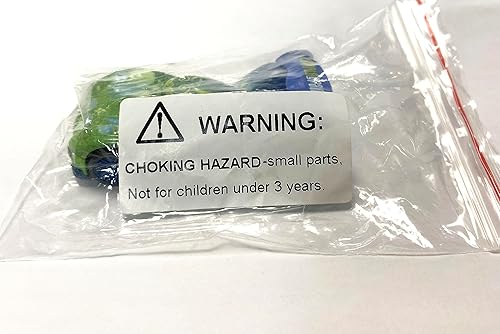 WARNING:
CHOKING HAZARD-small parts.
Not for children under 3 years.